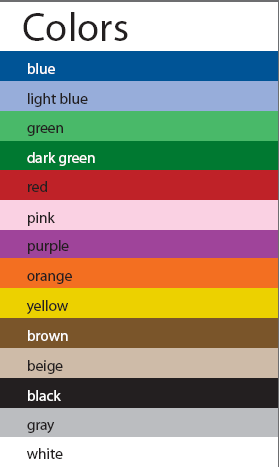 Colors
blue
light blue
green
dark green
red
pink
purple
orange
yellow
brown
beige
black
gray
white